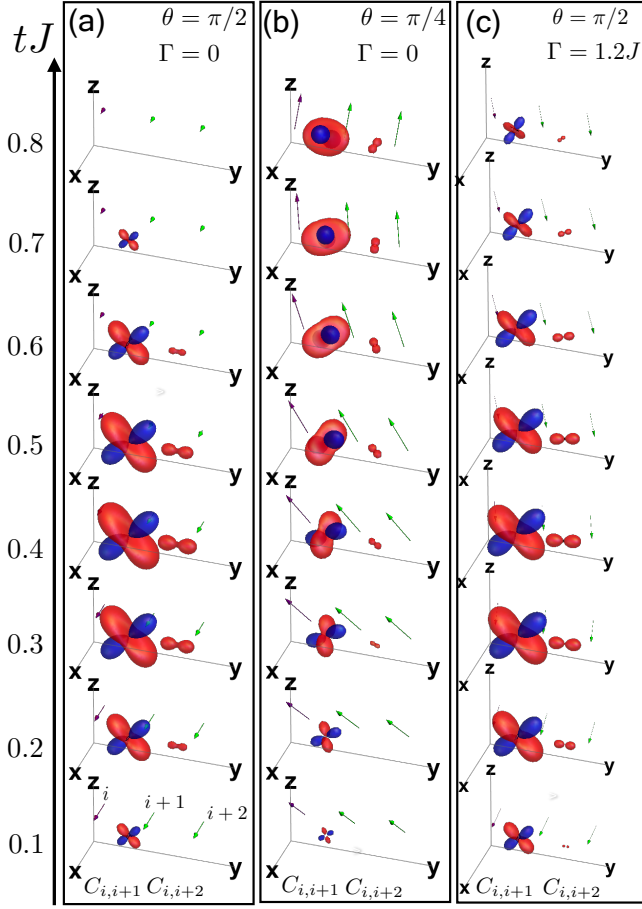 tJ
(a) θ = π/2
Γ = 0
(b) θ = π/4
Γ = 0
(c) θ = π/2
Γ = 1.2J
0.8
z x y
z x y
z x y
0.7
z x y
z x y
z x y
0.6
z x y
z x y
z x y
0.5
z x y
z x y
z x y
0.4
z x y
z x y
z x y
0.3
z x y
z x y
z x y
0.2
z x y
z x y
z x y
0.1
z x y
i i + 1 i + 2
z x y
z x y
C_{i,i+1} C_{i,i+2}
C_{i,i+1} C_{i,i+2}
C_{i,i+1} C_{i,i+2}